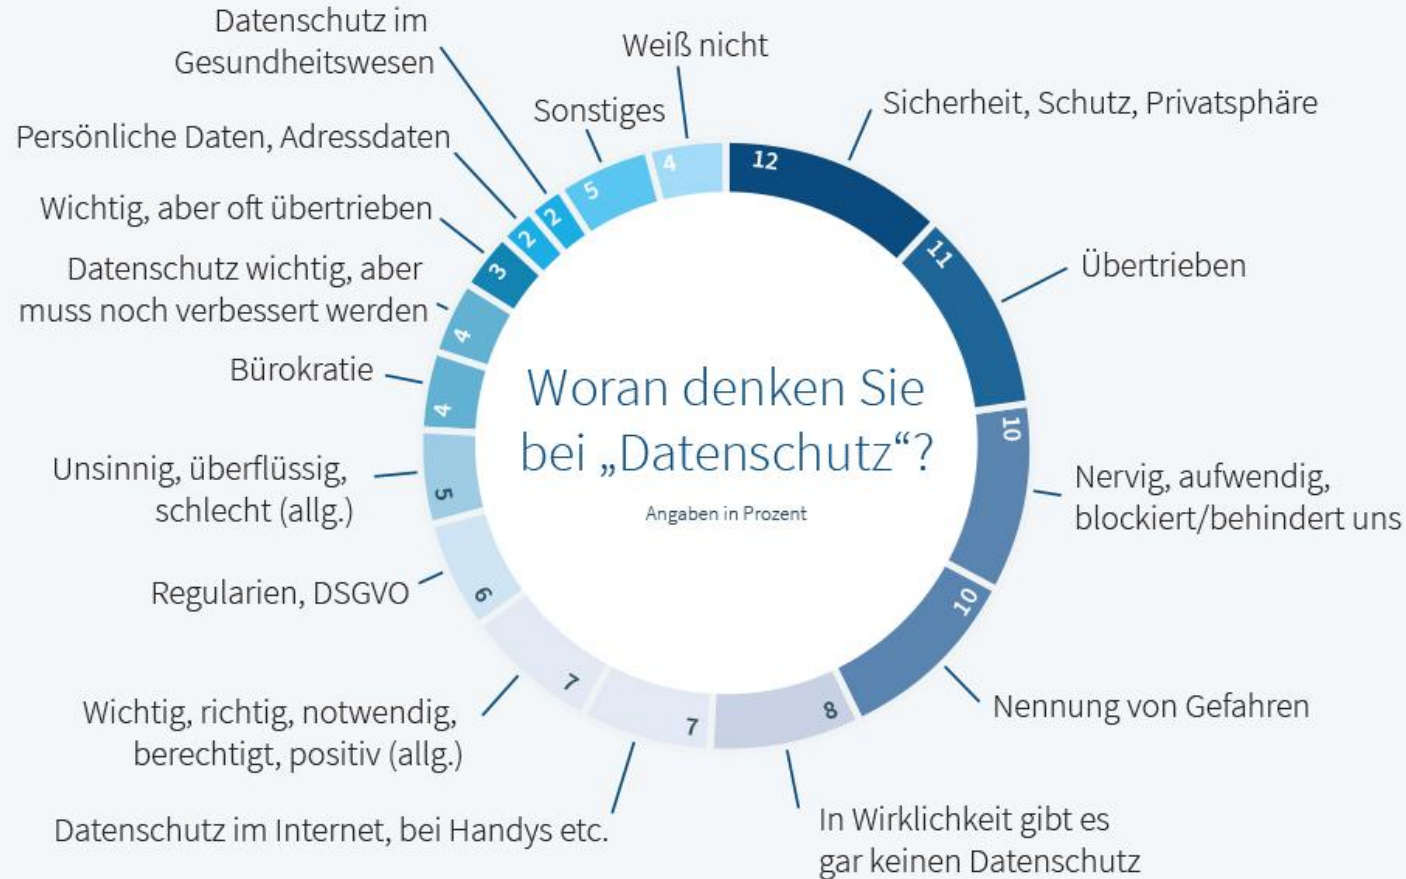 Datenschutz im
Gesundheitswesen
Weiß nicht
Sonstiges
Sicherheit, Schutz, Privatsphäre
Persönliche Daten, Adressdaten
Wichtig, aber oft übertrieben
Datenschutz wichtig, aber
muss noch verbessert werden
Bürokratie
Unsinnig, überflüssig,
schlecht (allg.)
Regularien, DSGVO
Wichtig, richtig, notwendig,
berechtigt, positiv (allg.)
Datenschutz im Internet, bei Handys etc.
In Wirklichkeit gibt es
gar keinen Datenschutz
Nennung von Gefahren
Nervig, aufwendig,
blockiert/behindert uns
Übertrieben
12
11
10
10
8
7
7
6
5
4
4
3
2
2
5
4
Woran denken Sie
bei „Datenschutz“?
Angaben in Prozent